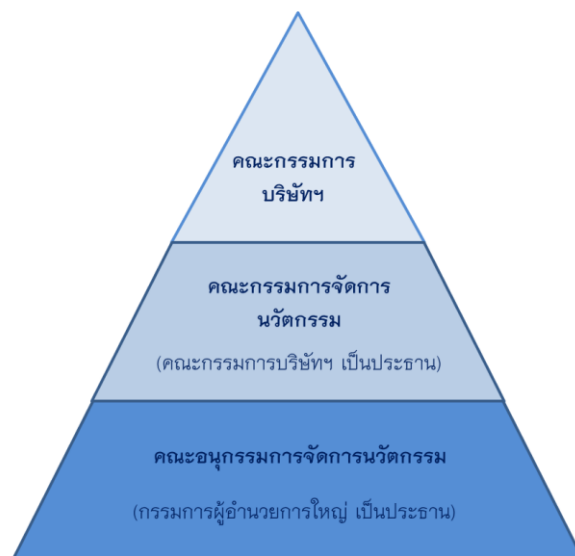 คณะกรรมการ
บริษัทฯ
คณะกรรมการจัดการ
นวัตกรรม
(คณะกรรมการบริษัทฯ เป็นประธาน)
คณะอนุกรรมการจัดการนวัตกรรม
(กรรมการผู้อำนวยการใหญ่ เป็นประธาน)